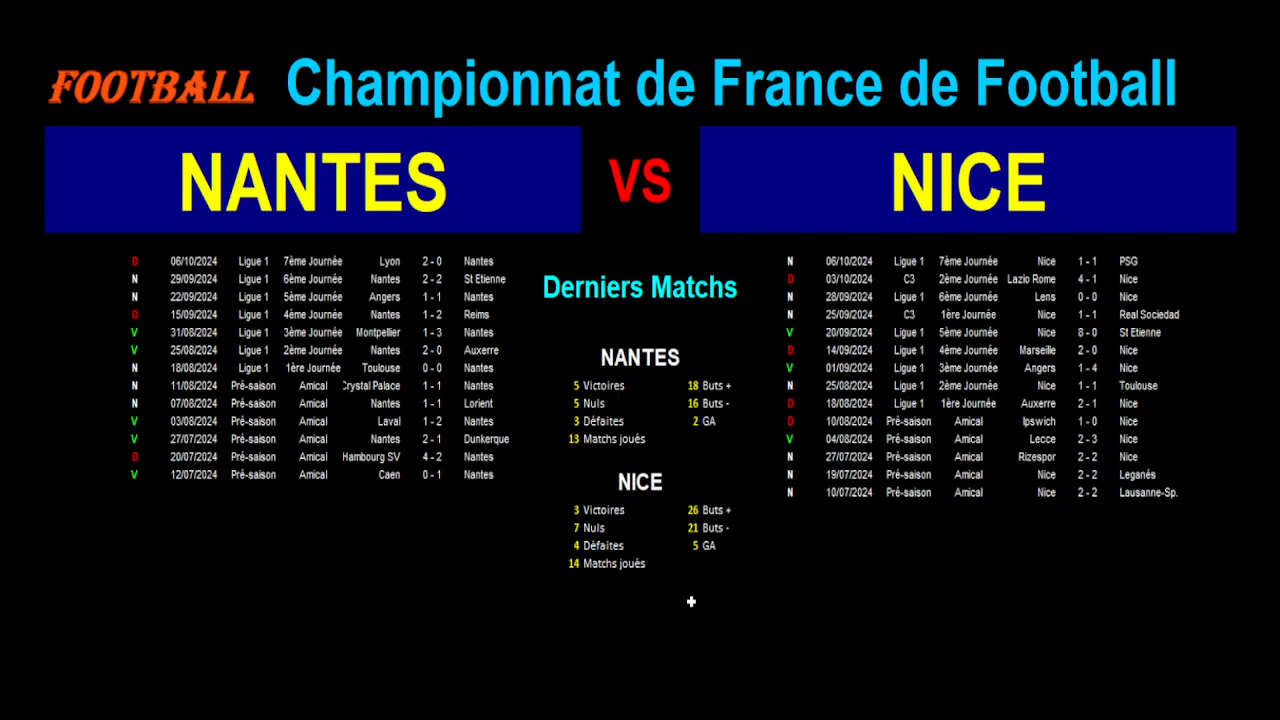 FOOTBALL Championnat de France de Football
NANTES VS NICE
D 06/10/2024 Ligue 1 7ème Journée Lyon 2 - 0 Nantes
N 29/09/2024 Ligue 1 6ème Journée Nantes 2 - 2 St Etienne
N 22/09/2024 Ligue 1 5ème Journée Angers 1 - 1 Nantes
D 15/09/2024 Ligue 1 4ème Journée Nantes 1 - 2 Reims
V 31/08/2024 Ligue 1 3ème Journée Montpellier 1 - 3 Nantes
V 25/08/2024 Ligue 1 2ème Journée Nantes 2 - 0 Auxerre
N 18/08/2024 Ligue 1 1ère Journée Toulouse 0 - 0 Nantes
N 11/08/2024 Pré-saison Amical Crystal Palace 1 - 1 Nantes
N 07/08/2024 Pré-saison Amical Nantes 1 - 1 Lorient
V 03/08/2024 Pré-saison Amical Laval 1 - 2 Nantes
V 27/07/2024 Pré-saison Amical Nantes 2 - 1 Dunkerque
D 20/07/2024 Pré-saison Amical Hambourg SV 4 - 2 Nantes
V 12/07/2024 Pré-saison Amical Caen 0 - 1 Nantes
Derniers Matchs
NANTES
5 Victoires 18 Buts +
5 Nuls 16 Buts -
3 Défaites 2 GA
13 Matchs joués
NICE
3 Victoires 26 Buts +
7 Nuls 21 Buts -
4 Défaites 5 GA
14 Matchs joués
N 06/10/2024 Ligue 1 7ème Journée Nice 1 - 1 PSG
D 03/10/2024 C3 2ème Journée Lazio Rome 4 - 1 Nice
N 28/09/2024 Ligue 1 6ème Journée Lens 0 - 0 Nice
N 25/09/2024 C3 1ère Journée Nice 1 - 1 Real Sociedad
V 20/09/2024 Ligue 1 5ème Journée Nice 8 - 0 St Etienne
D 14/09/2024 Ligue 1 4ème Journée Marseille 2 - 0 Nice
V 01/09/2024 Ligue 1 3ème Journée Angers 1 - 4 Nice
N 25/08/2024 Ligue 1 2ème Journée Nice 1 - 1 Toulouse
D 18/08/2024 Ligue 1 1ère Journée Auxerre 2 - 1 Nice
D 10/08/2024 Pré-saison Amical Ipswich 1 - 0 Nice
V 04/08/2024 Pré-saison Amical Lecce 2 - 3 Nice
N 27/07/2024 Pré-saison Amical Rizespor 2 - 2 Nice
N 19/07/2024 Pré-saison Amical Nice 2 - 2 Leganés
N 10/07/2024 Pré-saison Amical Nice 2 - 2 Lausanne-Sp.